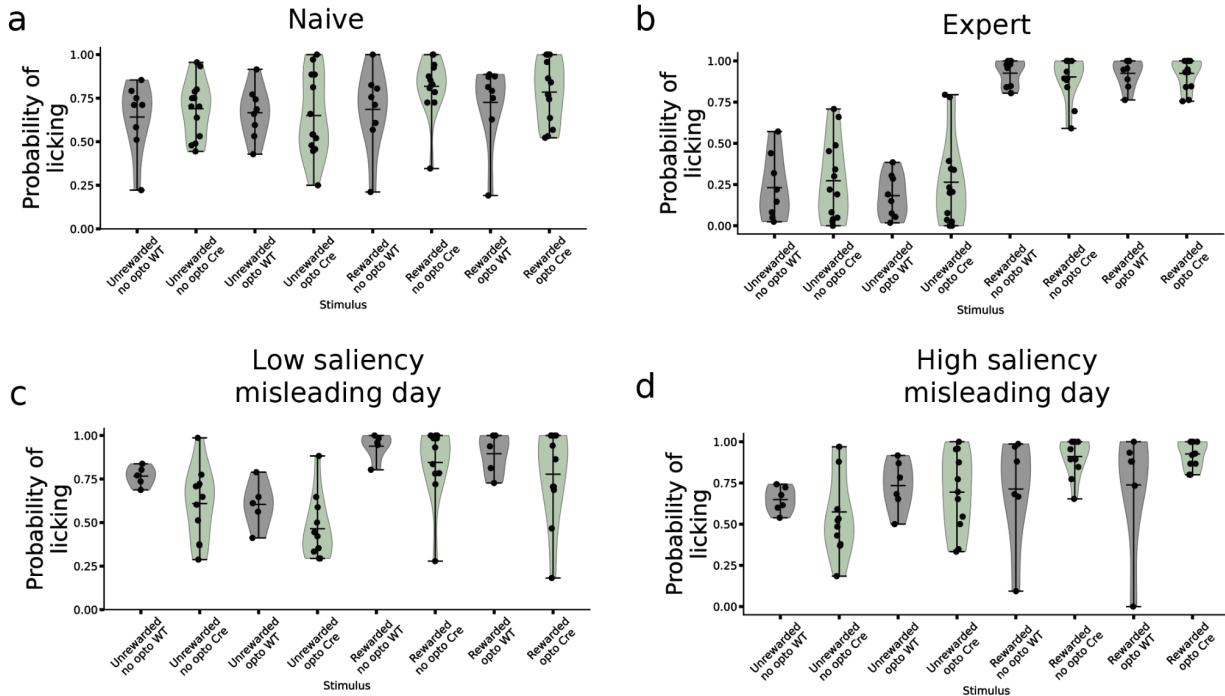 a
Naive
Probability of
licking
1.00
0.75
0.50
0.25
0.00
Unrewarded
no opto WT
Unrewarded
no opto Cre
Unrewarded
opto WT
Unrewarded
opto Cre
Rewarded
no opto WT
Rewarded
no opto Cre
Rewarded
opto WT
Rewarded
opto Cre
Stimulus
b
Expert
Probability of
licking
1.00
0.75
0.50
0.25
0.00
Unrewarded
no opto WT
Unrewarded
no opto Cre
Unrewarded
opto WT
Unrewarded
opto Cre
Rewarded
no opto WT
Rewarded
no opto Cre
Rewarded
opto WT
Rewarded
opto Cre
Stimulus
c
Low saliency
misleading day
Probability of
licking
1.00
0.75
0.50
0.25
0.00
Unrewarded
no opto WT
Unrewarded
no opto Cre
Unrewarded
opto WT
Unrewarded
opto Cre
Rewarded
no opto WT
Rewarded
no opto Cre
Rewarded
opto WT
Rewarded
opto Cre
Stimulus
d
High saliency
misleading day
Probability of
licking
1.00
0.75
0.50
0.25
0.00
Unrewarded
no opto WT
Unrewarded
no opto Cre
Unrewarded
opto WT
Unrewarded
opto Cre
Rewarded
no opto WT
Rewarded
no opto Cre
Rewarded
opto WT
Rewarded
opto Cre
Stimulus